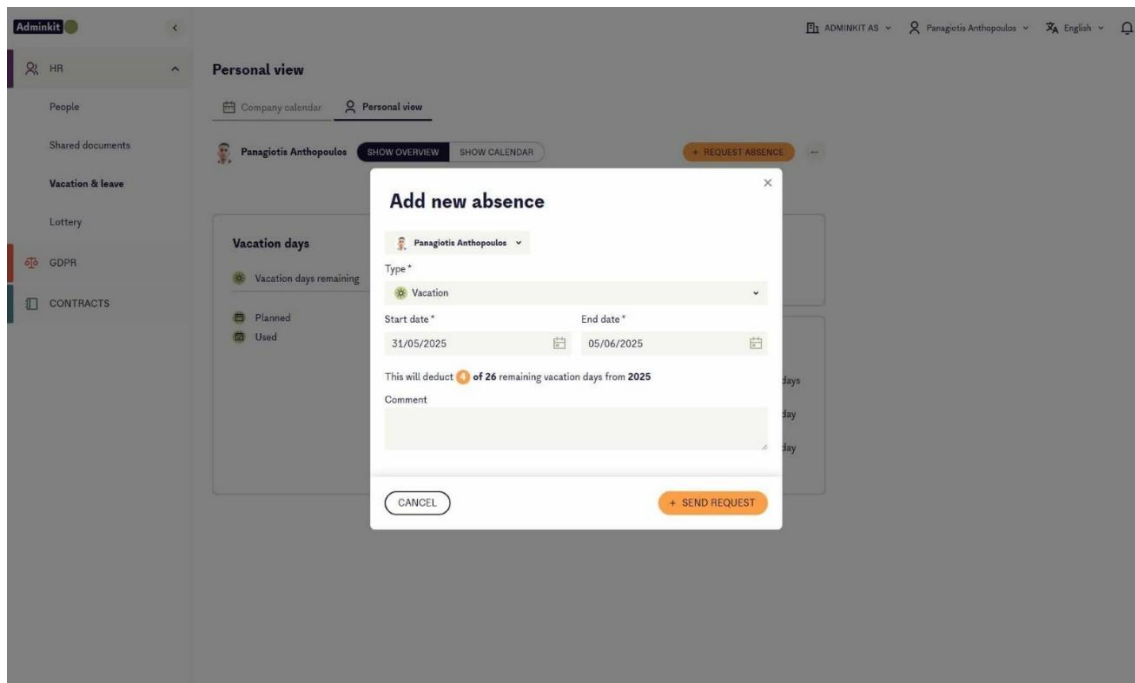 Adminkit
ADMINKIT AS
Panagiotis Anthopoulos
English
HR
People
Shared documents
Vacation & leave
Lottery
GDPR
CONTRACTS
Personal view
Company calendar
Personal view
Panagiotis Anthopoulos
SHOW OVERVIEW
SHOW CALENDAR
+ REQUEST ABSENCE
Vacation days
Vacation days remaining
Planned
Used
days
day
day
Add new absence
Panagiotis Anthopoulos
Type *
Vacation
Start date *
End date *
31/05/2025
05/06/2025
This will deduct 4 of 26 remaining vacation days from 2025
Comment
CANCEL
+ SEND REQUEST